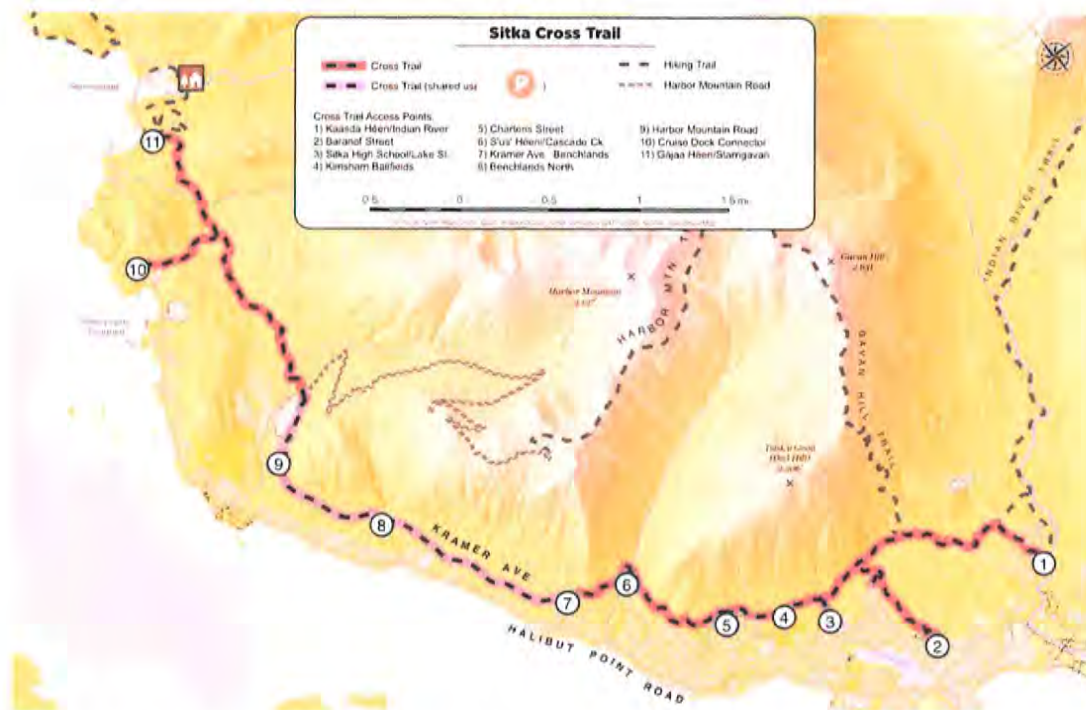 Sitka Cross Trail
Cross Trail
Hiking Trail
Cross Trail (shared use
P
Harbor Mountain Road
Cross Trail Access Points
1) Kaasda Héen/Indian River
5) Charteris Street
9) Harbor Mountain Road
2) Baranof Street
6) S'us' Héeni/Cascade Ck
10) Cruise Dock Connector
3) Sitka High School/Lake St.
7) Kramer Ave Benchlands
11) Gájaa Héen/Starrigavan
4) Kimsham Ballfields
8) Benchlands North
0.5 0 0.5 1 1.5 mi
11
10
9
8
7
6
5
4
3
2
1
Harbor Mountain
HARBOR MTN T
Gavan Hill
GAVAN HILL TRAIL
INDIAN RIVER TRAIL
KRAMER AVE
HALIBUT POINT ROAD